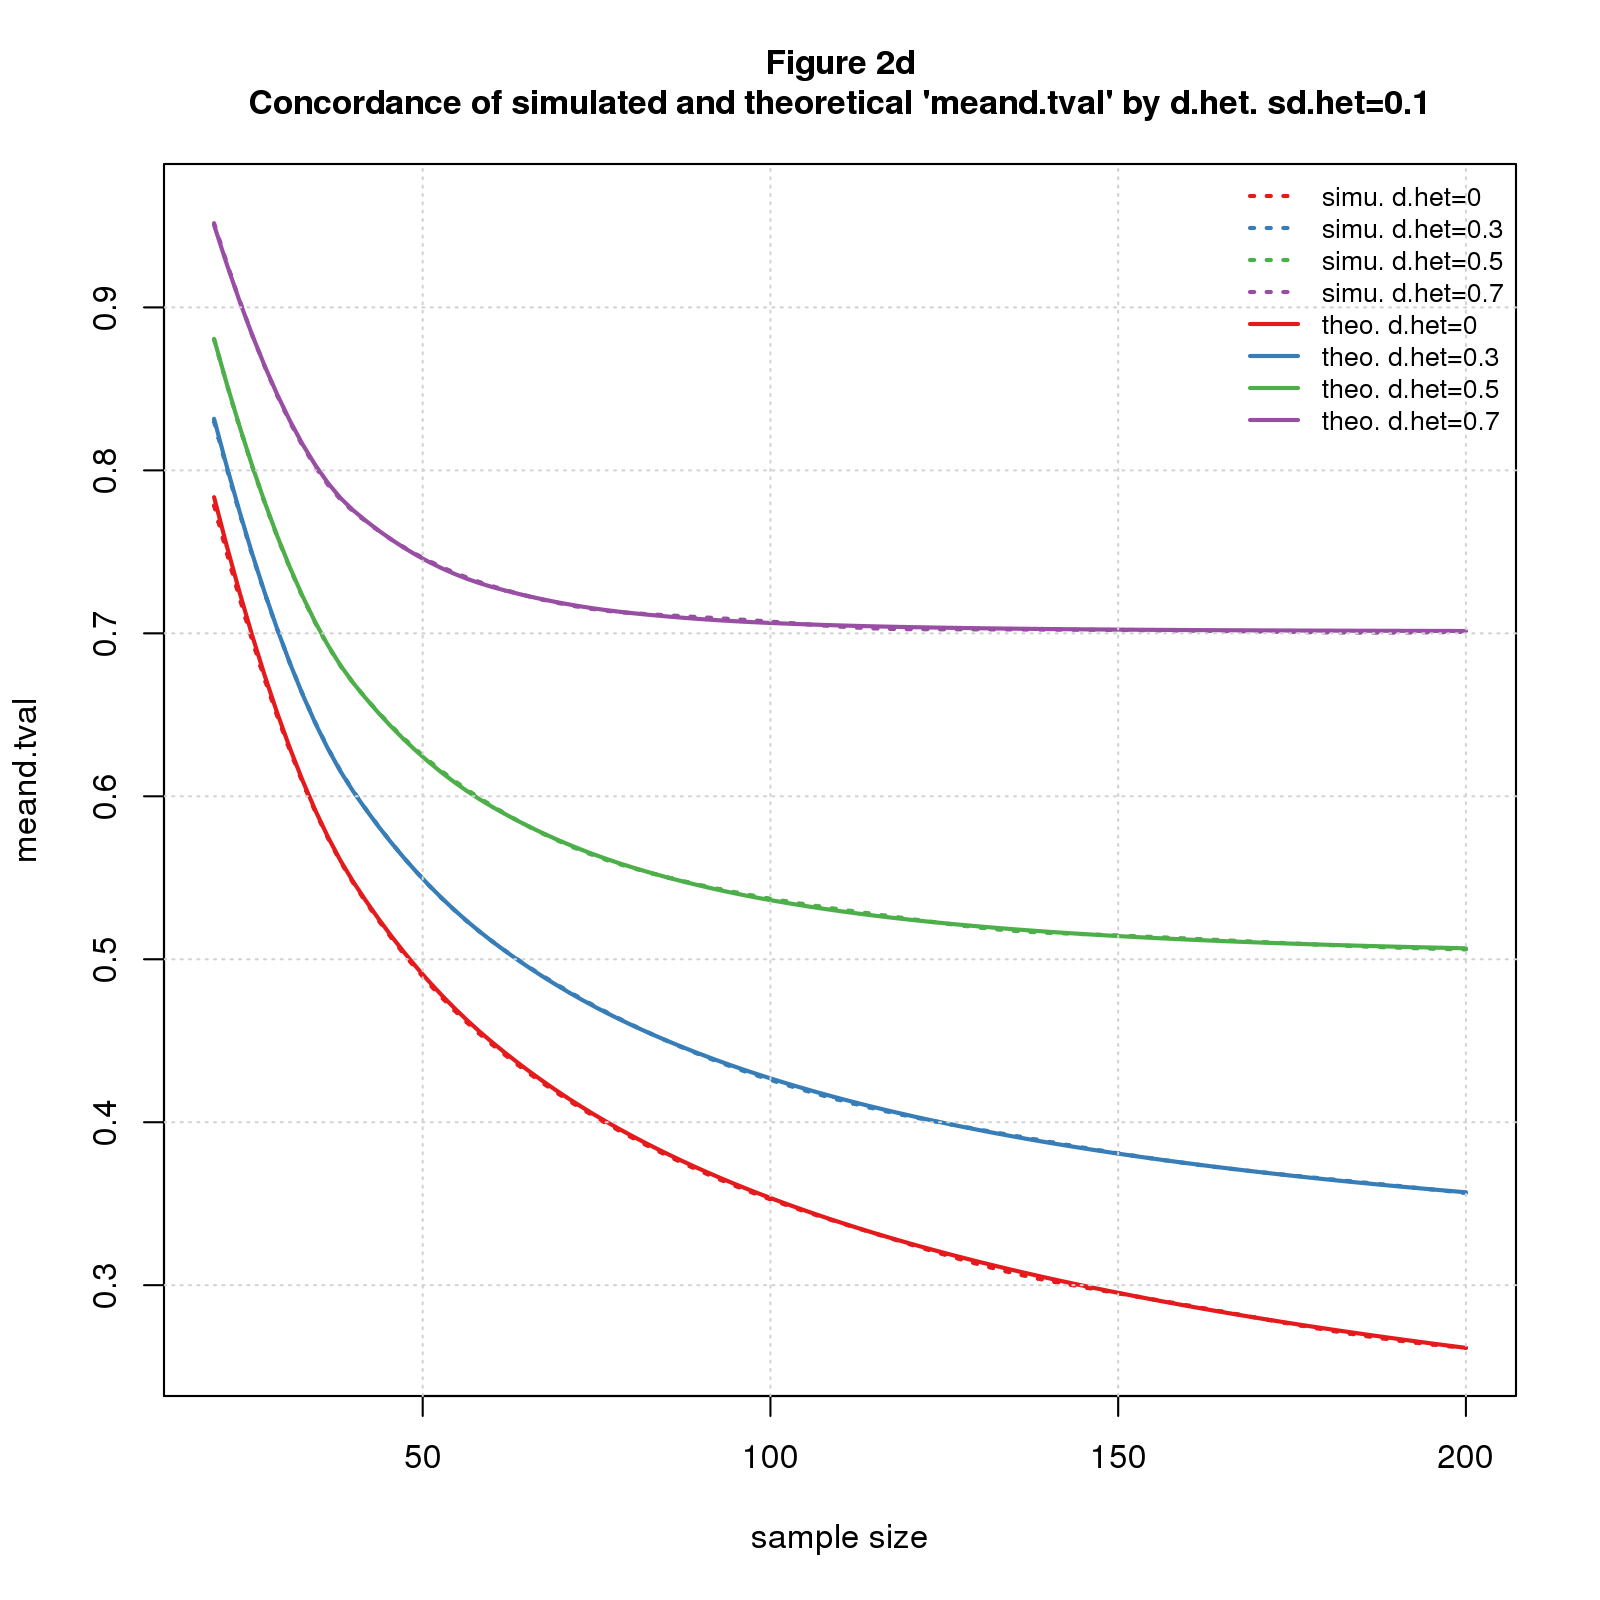 Figure 2d
Concordance of simulated and theoretical 'meand.tval' by d.het. sd.het=0.1
simu. d.het=0
simu. d.het=0.3
simu. d.het=0.5
simu. d.het=0.7
theo. d.het=0
theo. d.het=0.3
theo. d.het=0.5
theo. d.het=0.7
meand.tval
0.9
0.8
0.7
0.6
0.5
0.4
0.3
50
100
150
200
sample size